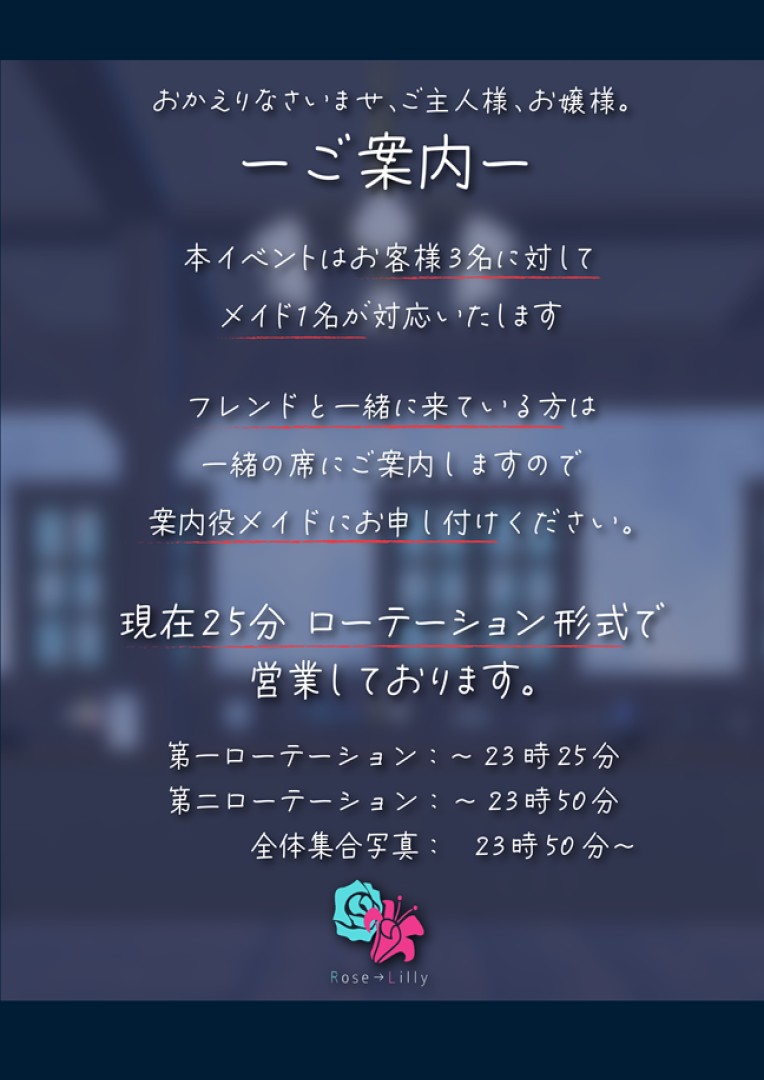 おかえりなさいませ、ご主人様、お嬢様。
ーご案内ー
本イベントはお客様3名に対して
メイド1名が対応いたします
フレンドと一緒に来ている方は
一緒の席にご案内しますので
案内役メイドにお申し付けください。
現在25分 ローテーション形式で
営業しております。
第一ローテーション：～ 23時25分
第二ローテーション：～ 23時50分
全体集合写真： 23時50分～
Rose→Lilly